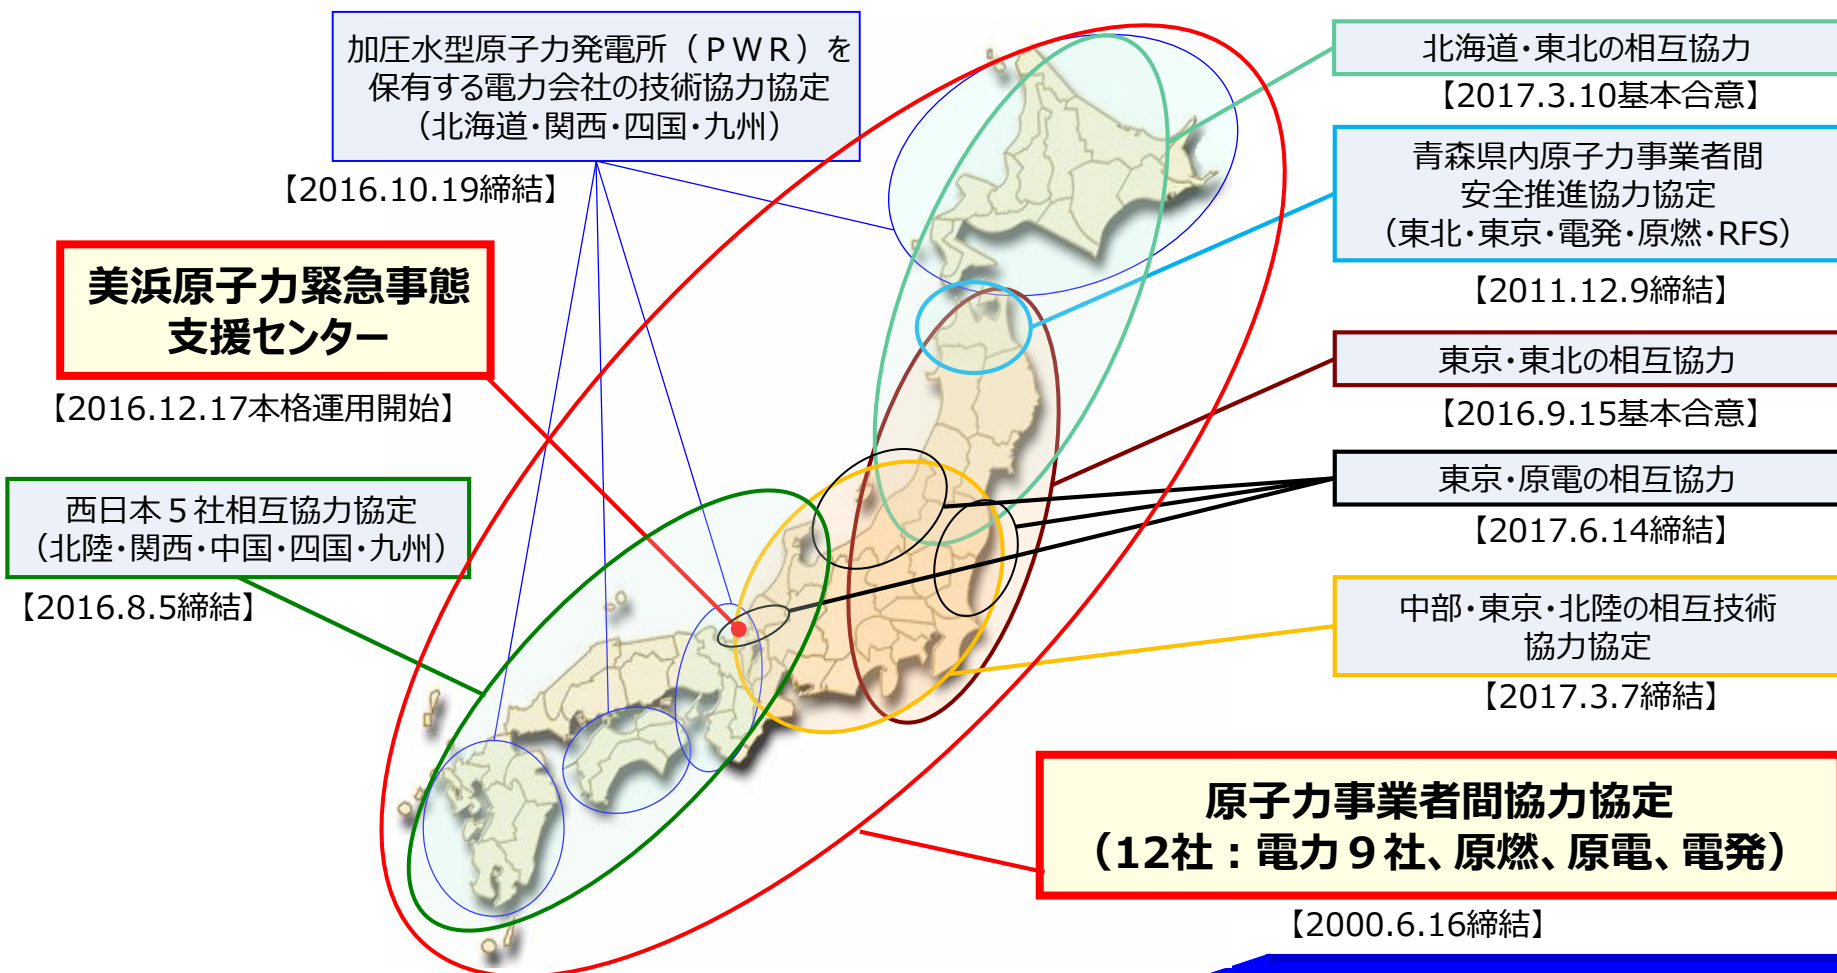 加圧水型原子力発電所（ＰＷＲ）を
保有する電力会社の技術協力協定
（北海道・関西・四国・九州）
【2016.10.19締結】
美浜原子力緊急事態
支援センター
【2016.12.17本格運用開始】
西日本５社相互協力協定
（北陸・関西・中国・四国・九州）
【2016.8.5締結】
北海道・東北の相互協力
【2017.3.10基本合意】
青森県内原子力事業者間
安全推進協力協定
（東北・東京・電発・原燃・RFS）
【2011.12.9締結】
東京・東北の相互協力
【2016.9.15基本合意】
東京・原電の相互協力
【2017.6.14締結】
中部・東京・北陸の相互技術
協力協定
【2017.3.7締結】
原子力事業者間協力協定
（12社：電力９社、原燃、原電、電発）
【2000.6.16締結】